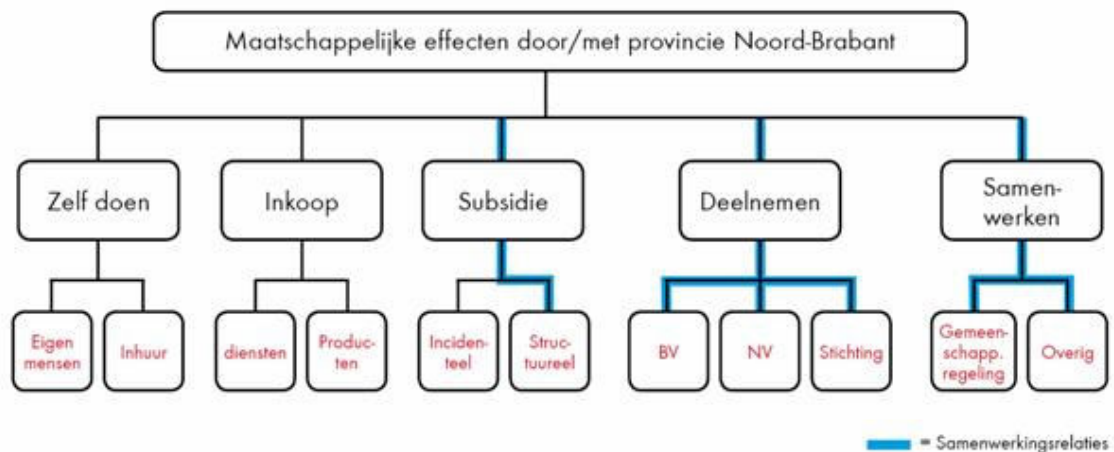 Maatschappelijke effecten door/met provincie Noord-Brabant
Zelf doen
Inkoop
Subsidie
Deelnemen
Samen-
werken
Eigen
mensen
Inhuur
diensten
Produc-
ten
Inciden-
teel
Struc-
tuureel
BV
NV
Stichting
Gemeen-
schapp.
regeling
Overig
= Samenwerkingsrelaties